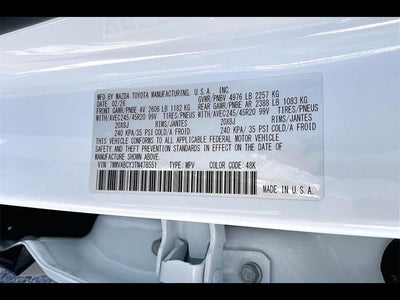 MFD BY MAZDA TOYOTA MANUFACTURING, U.S.A., INC.
DATE: 02/26 GVWR/PNBV 4976 LB 2257 KG
FRONT GAWR/PNBE AV 2606 LB 1182 KG REAR GAWR/PNBE AR 2388 LB 1083 KG
W/AVEC245/45R20 99V TIRES/PNEUS W/AVEC245/45R20 99V TIRES/PNEUS
20X8J RIMS/JANTES 20X8J RIMS/JANTES
240 KPA/35 PSI COLD/A FROID 240 KPA/35 PSI COLD/A FROID
THIS VEHICLE CONFORMS TO ALL APPLICABLE FEDERAL MOTOR VEHICLE
SAFETY, BUMPER, AND THEFT PREVENTION STANDARDS IN EFFECT ON THE
DATE OF MANUFACTURE SHOWN ABOVE.
VIN: 7MMVABCY3TN478551 TYPE: MPV COLOR CODE: 48K
MADE IN U.S.A.